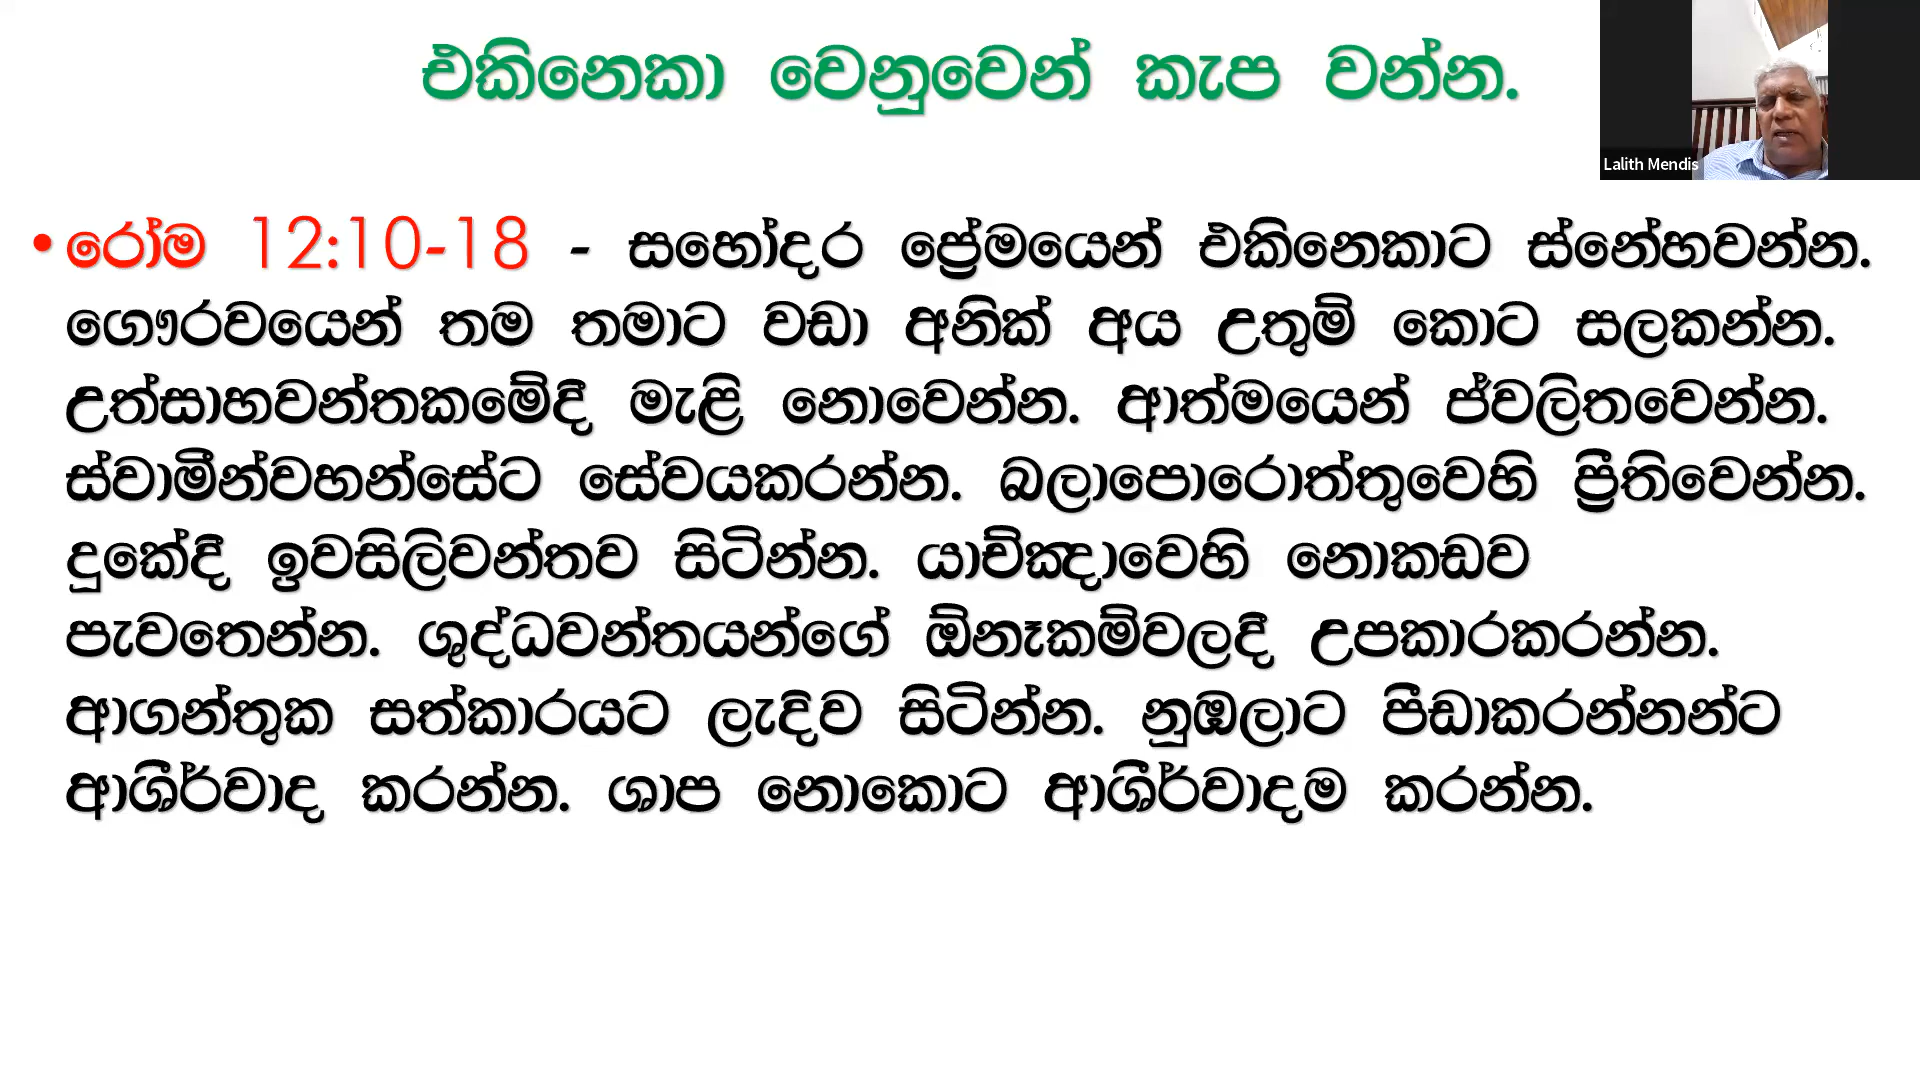 එකිනෙකා වෙනුවෙන් කැප වන්න.
Lalith Mendis
• රෝම 12:10-18 - සහෝදර ප්‍රේමයෙන් එකිනෙකාට ස්නේහවන්න.
ගෞරවයෙන් තම තමාට වඩා අනික් අය උතුම් කොට සලකන්න.
උත්සාහවන්තකමේදී මැළි නොවෙන්න. ආත්මයෙන් ජ්වලිතවෙන්න.
ස්වාමීන්වහන්සේට සේවයකරන්න. බලාපොරොත්තුවෙහි ප්‍රීතිවෙන්න.
දුකේදී ඉවසිලිවන්තව සිටින්න. යාච්ඤාවෙහි නොකඩව
පැවතෙන්න. ශුද්ධවන්තයන්ගේ ඕනෑකම්වලදී උපකාරකරන්න.
ආගන්තුක සත්කාරයට ලැදිව සිටින්න. නුඹලාට පීඩාකරන්නන්ට
ආශීර්වාද කරන්න. ශාප නොකොට ආශීර්වාදම කරන්න.